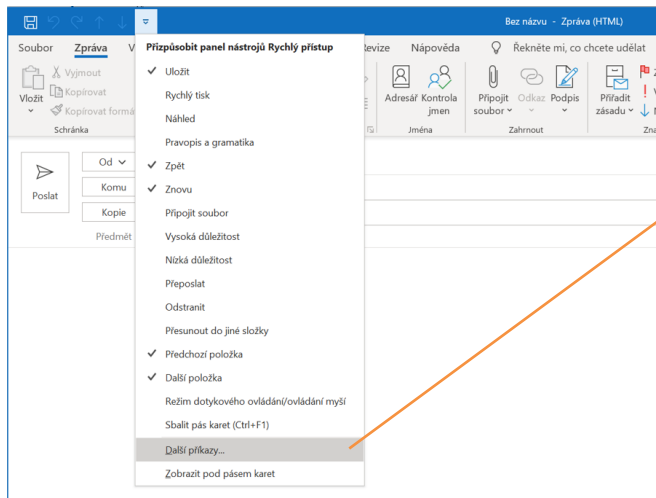 Bez názvu - Zpráva (HTML)
Soubor Zpráva V Revize Nápověda Řekněte mi, co chcete udělat
Přizpůsobit panel nástrojů Rychlý přístup
Vložit
Vyjmout
Kopírovat
Kopírovat formá
Schránka
Adresář Kontrola jmen
Jména
Připojit soubor Odkaz Podpis
Zahrnout
Přiřadit zásadu
Zna
Poslat
Od
Komu
Kopie
Předmět
Uložit
Rychlý tisk
Náhled
Pravopis a gramatika
Zpět
Znovu
Připojit soubor
Vysoká důležitost
Nízká důležitost
Přeposlat
Odstranit
Přesunout do jiné složky
Předchozí položka
Další položka
Režim dotykového ovládání/ovládání myší
Sbalit pás karet (Ctrl+F1)
Další příkazy...
Zobrazit pod pásem karet